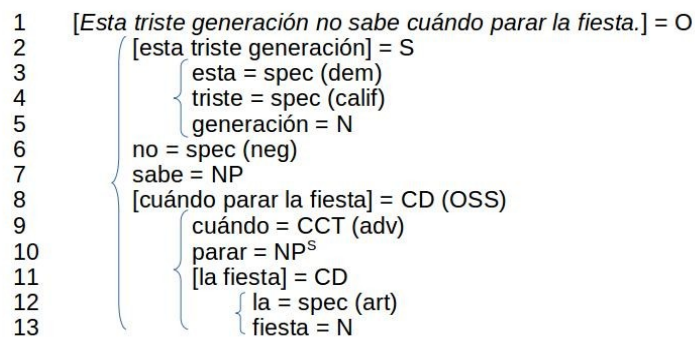 1 [Esta triste generación no sabe cuándo parar la fiesta.] = O
2 [esta triste generación] = S
3 esta = spec (dem)
4 triste = spec (calif)
5 generación = N
6 no = spec (neg)
7 sabe = NP
8 [cuándo parar la fiesta] = CD (OSS)
9 cuándo = CCT (adv)
10 parar = NPˢ
11 [la fiesta] = CD
12 la = spec (art)
13 fiesta = N